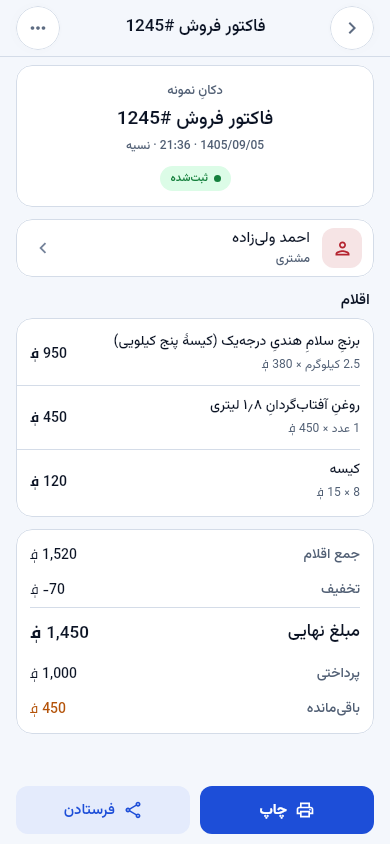 فاکتور فروش #1245
دکانِ نمونه
فاکتور فروش #1245
1405/09/05 · 21:36 · نسیه
ثبت‌شده
احمد ولی‌زاده
مشتری
اقلام
برنجِ سلامِ هندیِ درجه‌یک (کیسهٔ پنج کیلویی)
2.5 کیلوگرم × 380 ؋
950 ؋
روغنِ آفتاب‌گردانِ ۱٫۸ لیتری
1 عدد × 450 ؋
450 ؋
کیسه
8 × 15 ؋
120 ؋
جمع اقلام 1,520 ؋
تخفیف -70 ؋
مبلغ نهایی 1,450 ؋
پرداختی 1,000 ؋
باقی‌مانده 450 ؋
چاپ
فرستادن